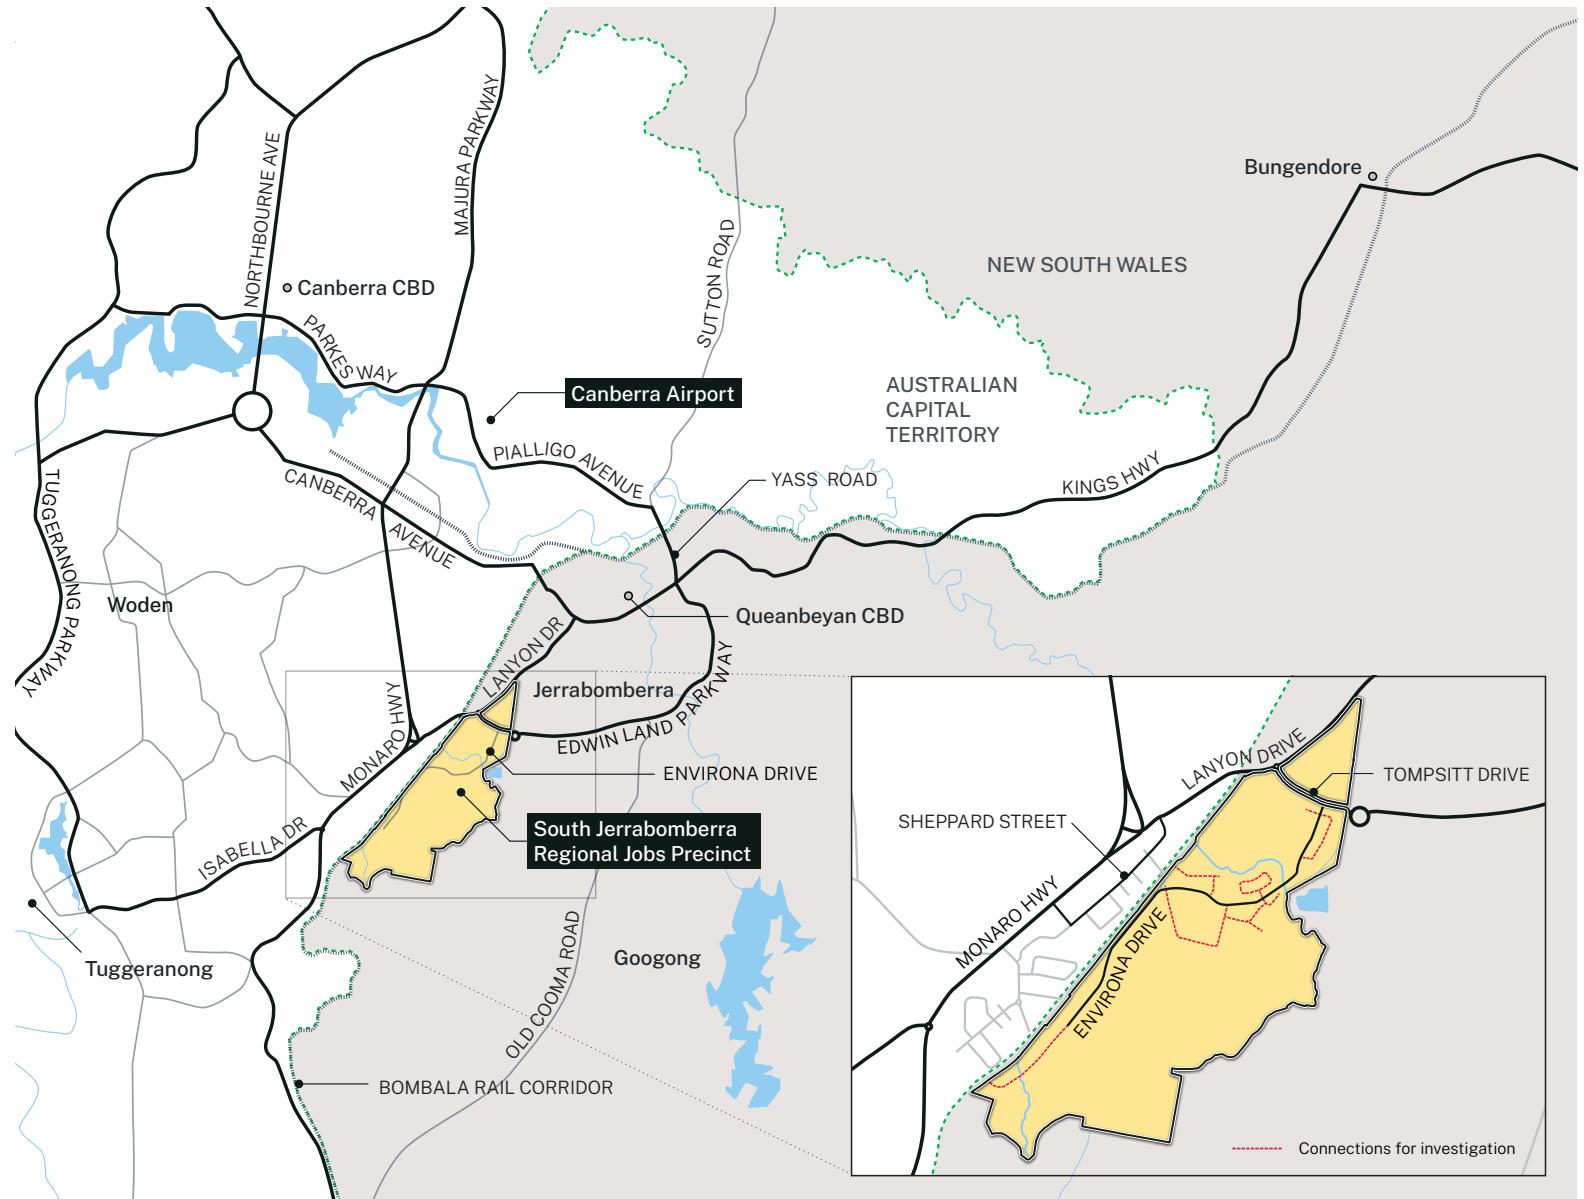 NORTHBOURNE AVE
MAJURA PARKWAY
Bungendore
NEW SOUTH WALES
Canberra CBD
SUTTON ROAD
PARKES WAY
Canberra Airport
AUSTRALIAN
CAPITAL
TERRITORY
PIALLIGO AVENUE
YASS ROAD
KINGS HWY
CANBERRA AVENUE
TUGGERANONG PARKWAY
Woden
Queanbeyan CBD
LANYON DR
Jerrabomberra
EDWIN LAND PARKWAY
MONARO HWY
ENVIRONA DRIVE
South Jerrabomberra
Regional Jobs Precinct
ISABELLA DR
Tuggeranong
Googong
OLD COOMA ROAD
BOMBALA RAIL CORRIDOR
LANYON DRIVE
TOMPSITT DRIVE
SHEPPARD STREET
MONARO HWY
ENVIRONA DRIVE
Connections for investigation